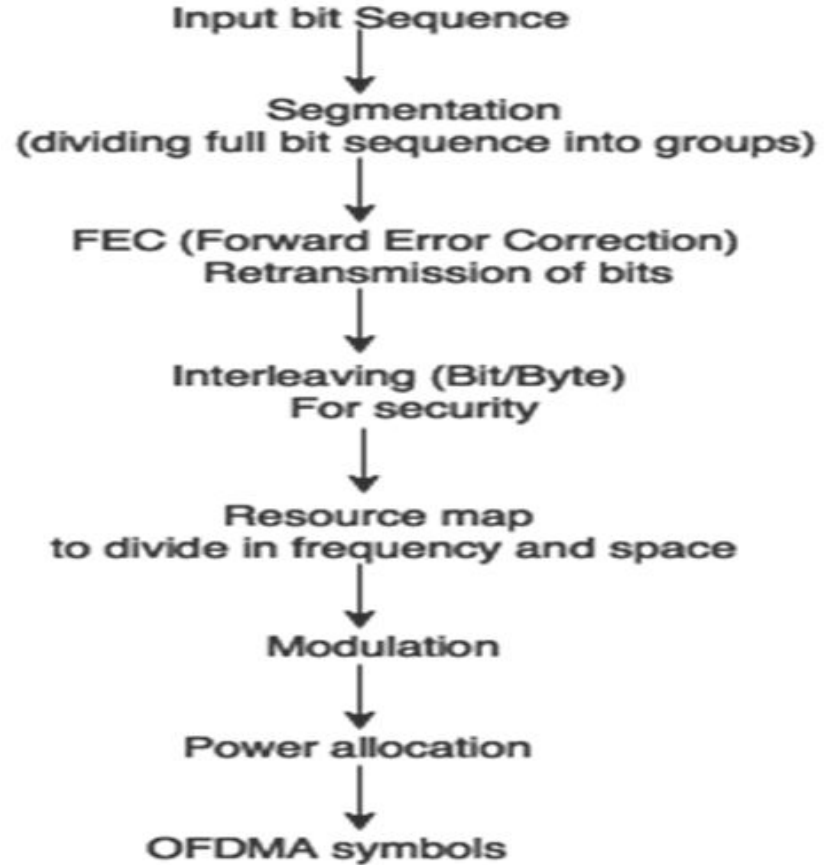 Input bit Sequence
Segmentation
(dividing full bit sequence into groups)
FEC (Forward Error Correction)
Retransmission of bits
Interleaving (Bit/Byte)
For security
Resource map
to divide in frequency and space
Modulation
Power allocation
OFDMA symbols